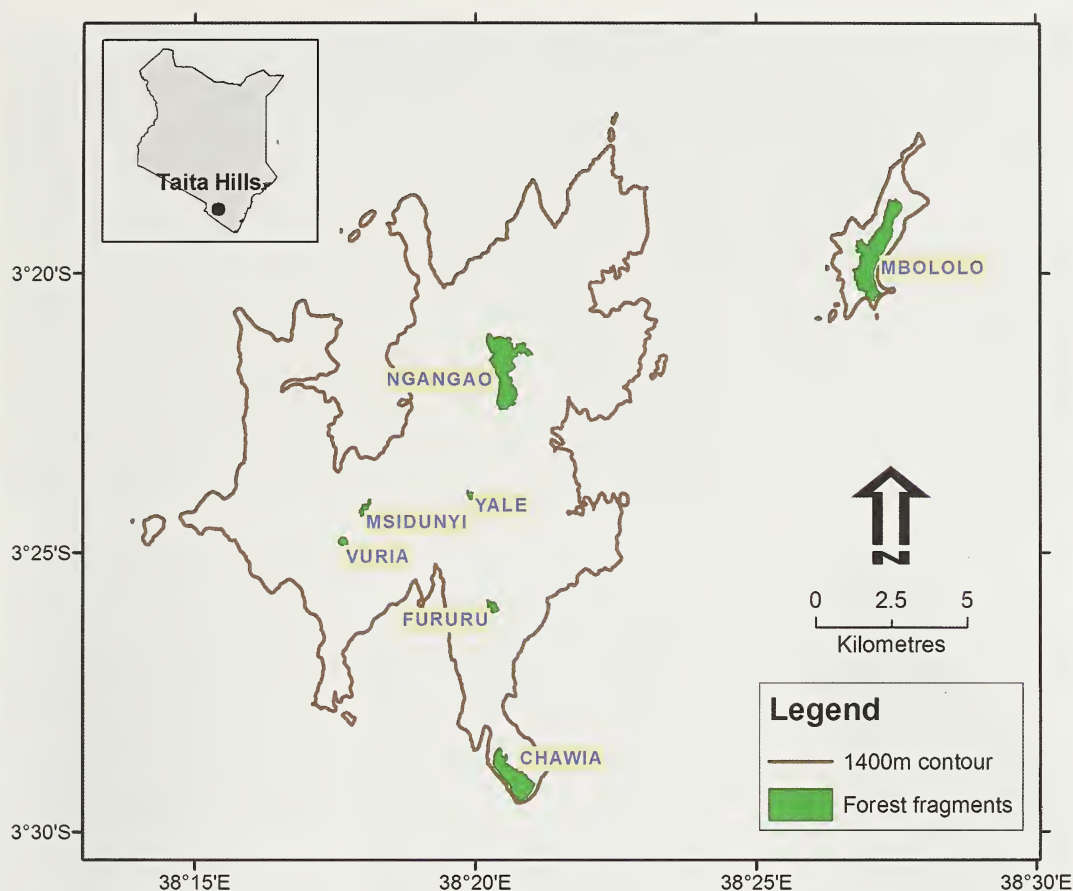 Taita Hills
3°20'S
MBOLOLO
NGANGAO
YALE
MSIDUNYI
3°25'S
VURIA
0 2.5 5
FURURU
Kilometres
N
Legend
CHAWIA
1400m contour
Forest fragments
3°30'S
38°15'E 38°20'E 38°25'E 38°30'E